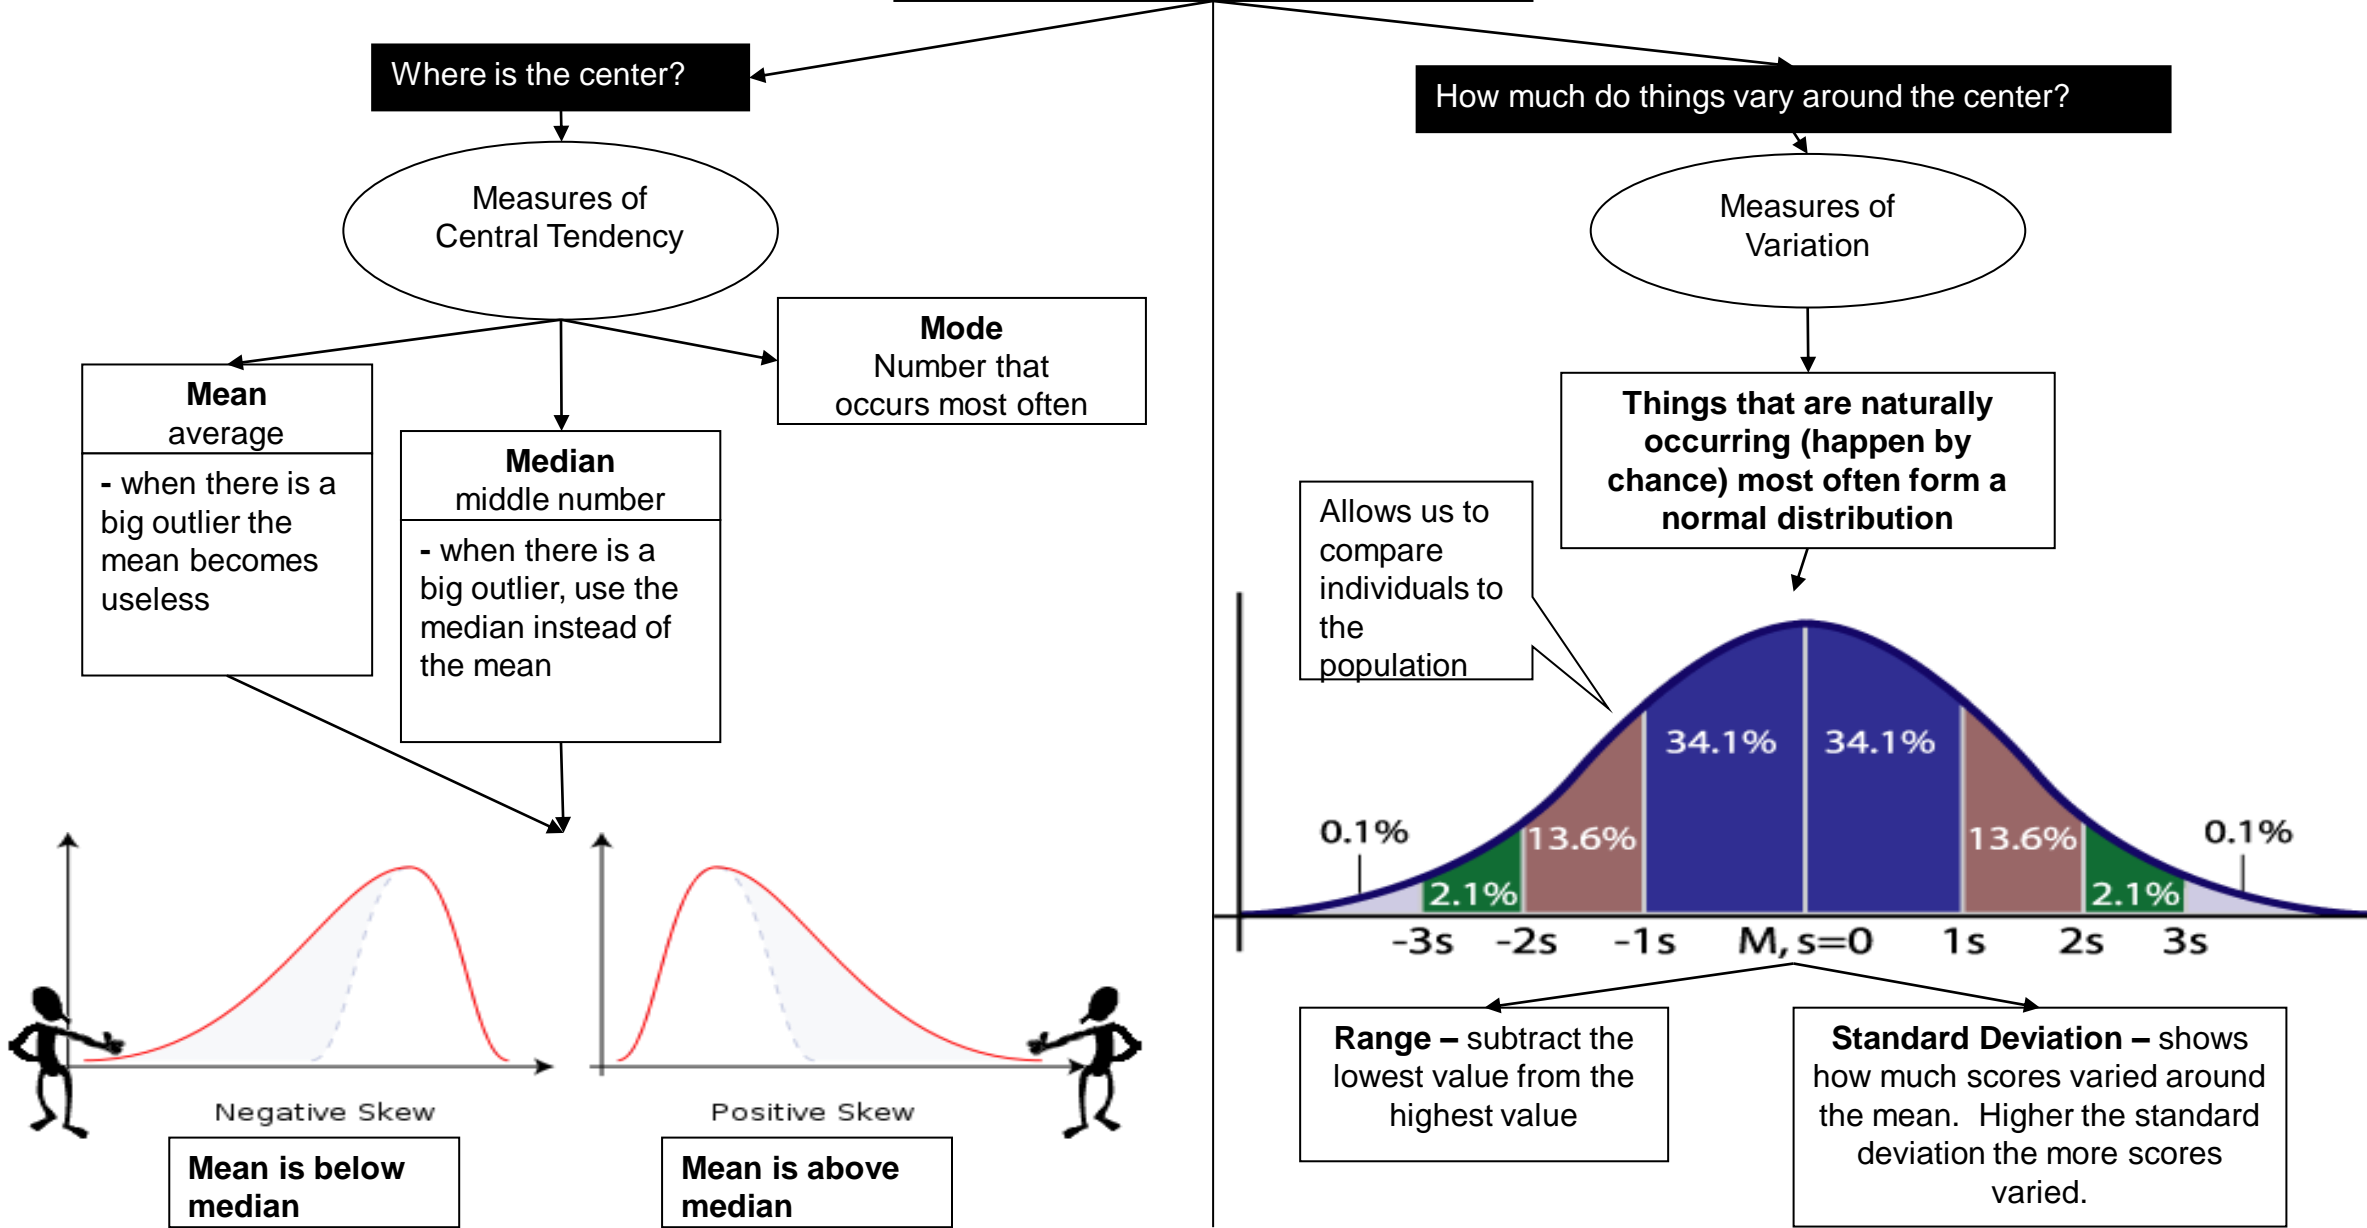 Where is the center?
Measures of
Central Tendency
Mode
Number that
occurs most often
Mean
average
- when there is a
big outlier the
mean becomes
useless
Median
middle number
- when there is a
big outlier, use the
median instead of
the mean
Negative Skew
Positive Skew
Mean is below
median
Mean is above
median
How much do things vary around the center?
Measures of
Variation
Things that are naturally
occurring (happen by
chance) most often form a
normal distribution
Allows us to
compare
individuals to
the
population
34.1% 34.1%
0.1% 13.6% 13.6% 0.1%
2.1% 2.1%
-3s -2s -1s M, s=0 1s 2s 3s
Range – subtract the
lowest value from the
highest value
Standard Deviation – shows
how much scores varied around
the mean.  Higher the standard
deviation the more scores
varied.